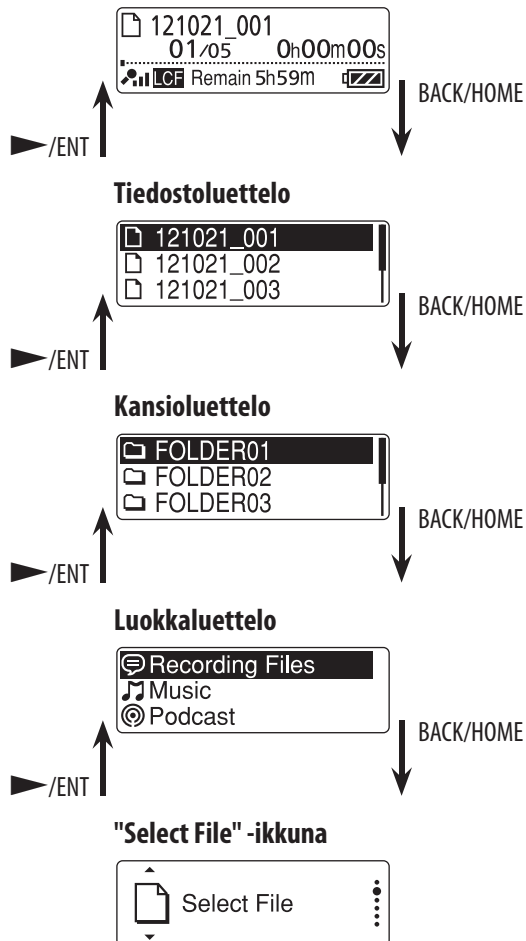 121021_001
01/05 0h00m00s
LCF Remain 5h59m
BACK/HOME
/ENT
Tiedostoluettelo
121021_001
121021_002
121021_003
BACK/HOME
/ENT
Kansioluettelo
FOLDER01
FOLDER02
FOLDER03
BACK/HOME
/ENT
Luokkaluettelo
Recording Files
Music
Podcast
BACK/HOME
/ENT
"Select File" -ikkuna
Select File